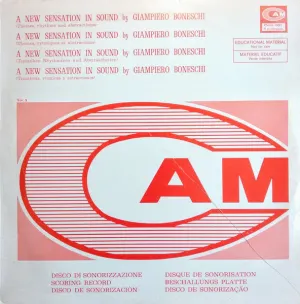 A NEW SENSATION IN SOUND by GIAMPIERO BONESCHI
A NEW SENSATION IN SOUND by GIAMPIERO BONESCHI
A NEW SENSATION IN SOUND by GIAMPIERO BONESCHI
A NEW SENSATION IN SOUND by GIAMPIERO BONESCHI
EDUCATIONAL MATERIAL
MATERIEL EDUCATIF
CAM
DISCO DI SONORIZZAZIONE
SCORING RECORD
DISCO DE SONORIZACIÓN
DISQUE DE SONORISATION
BESCHALLUNGS PLATTE
DISCO DE SONORIZAÇÃO